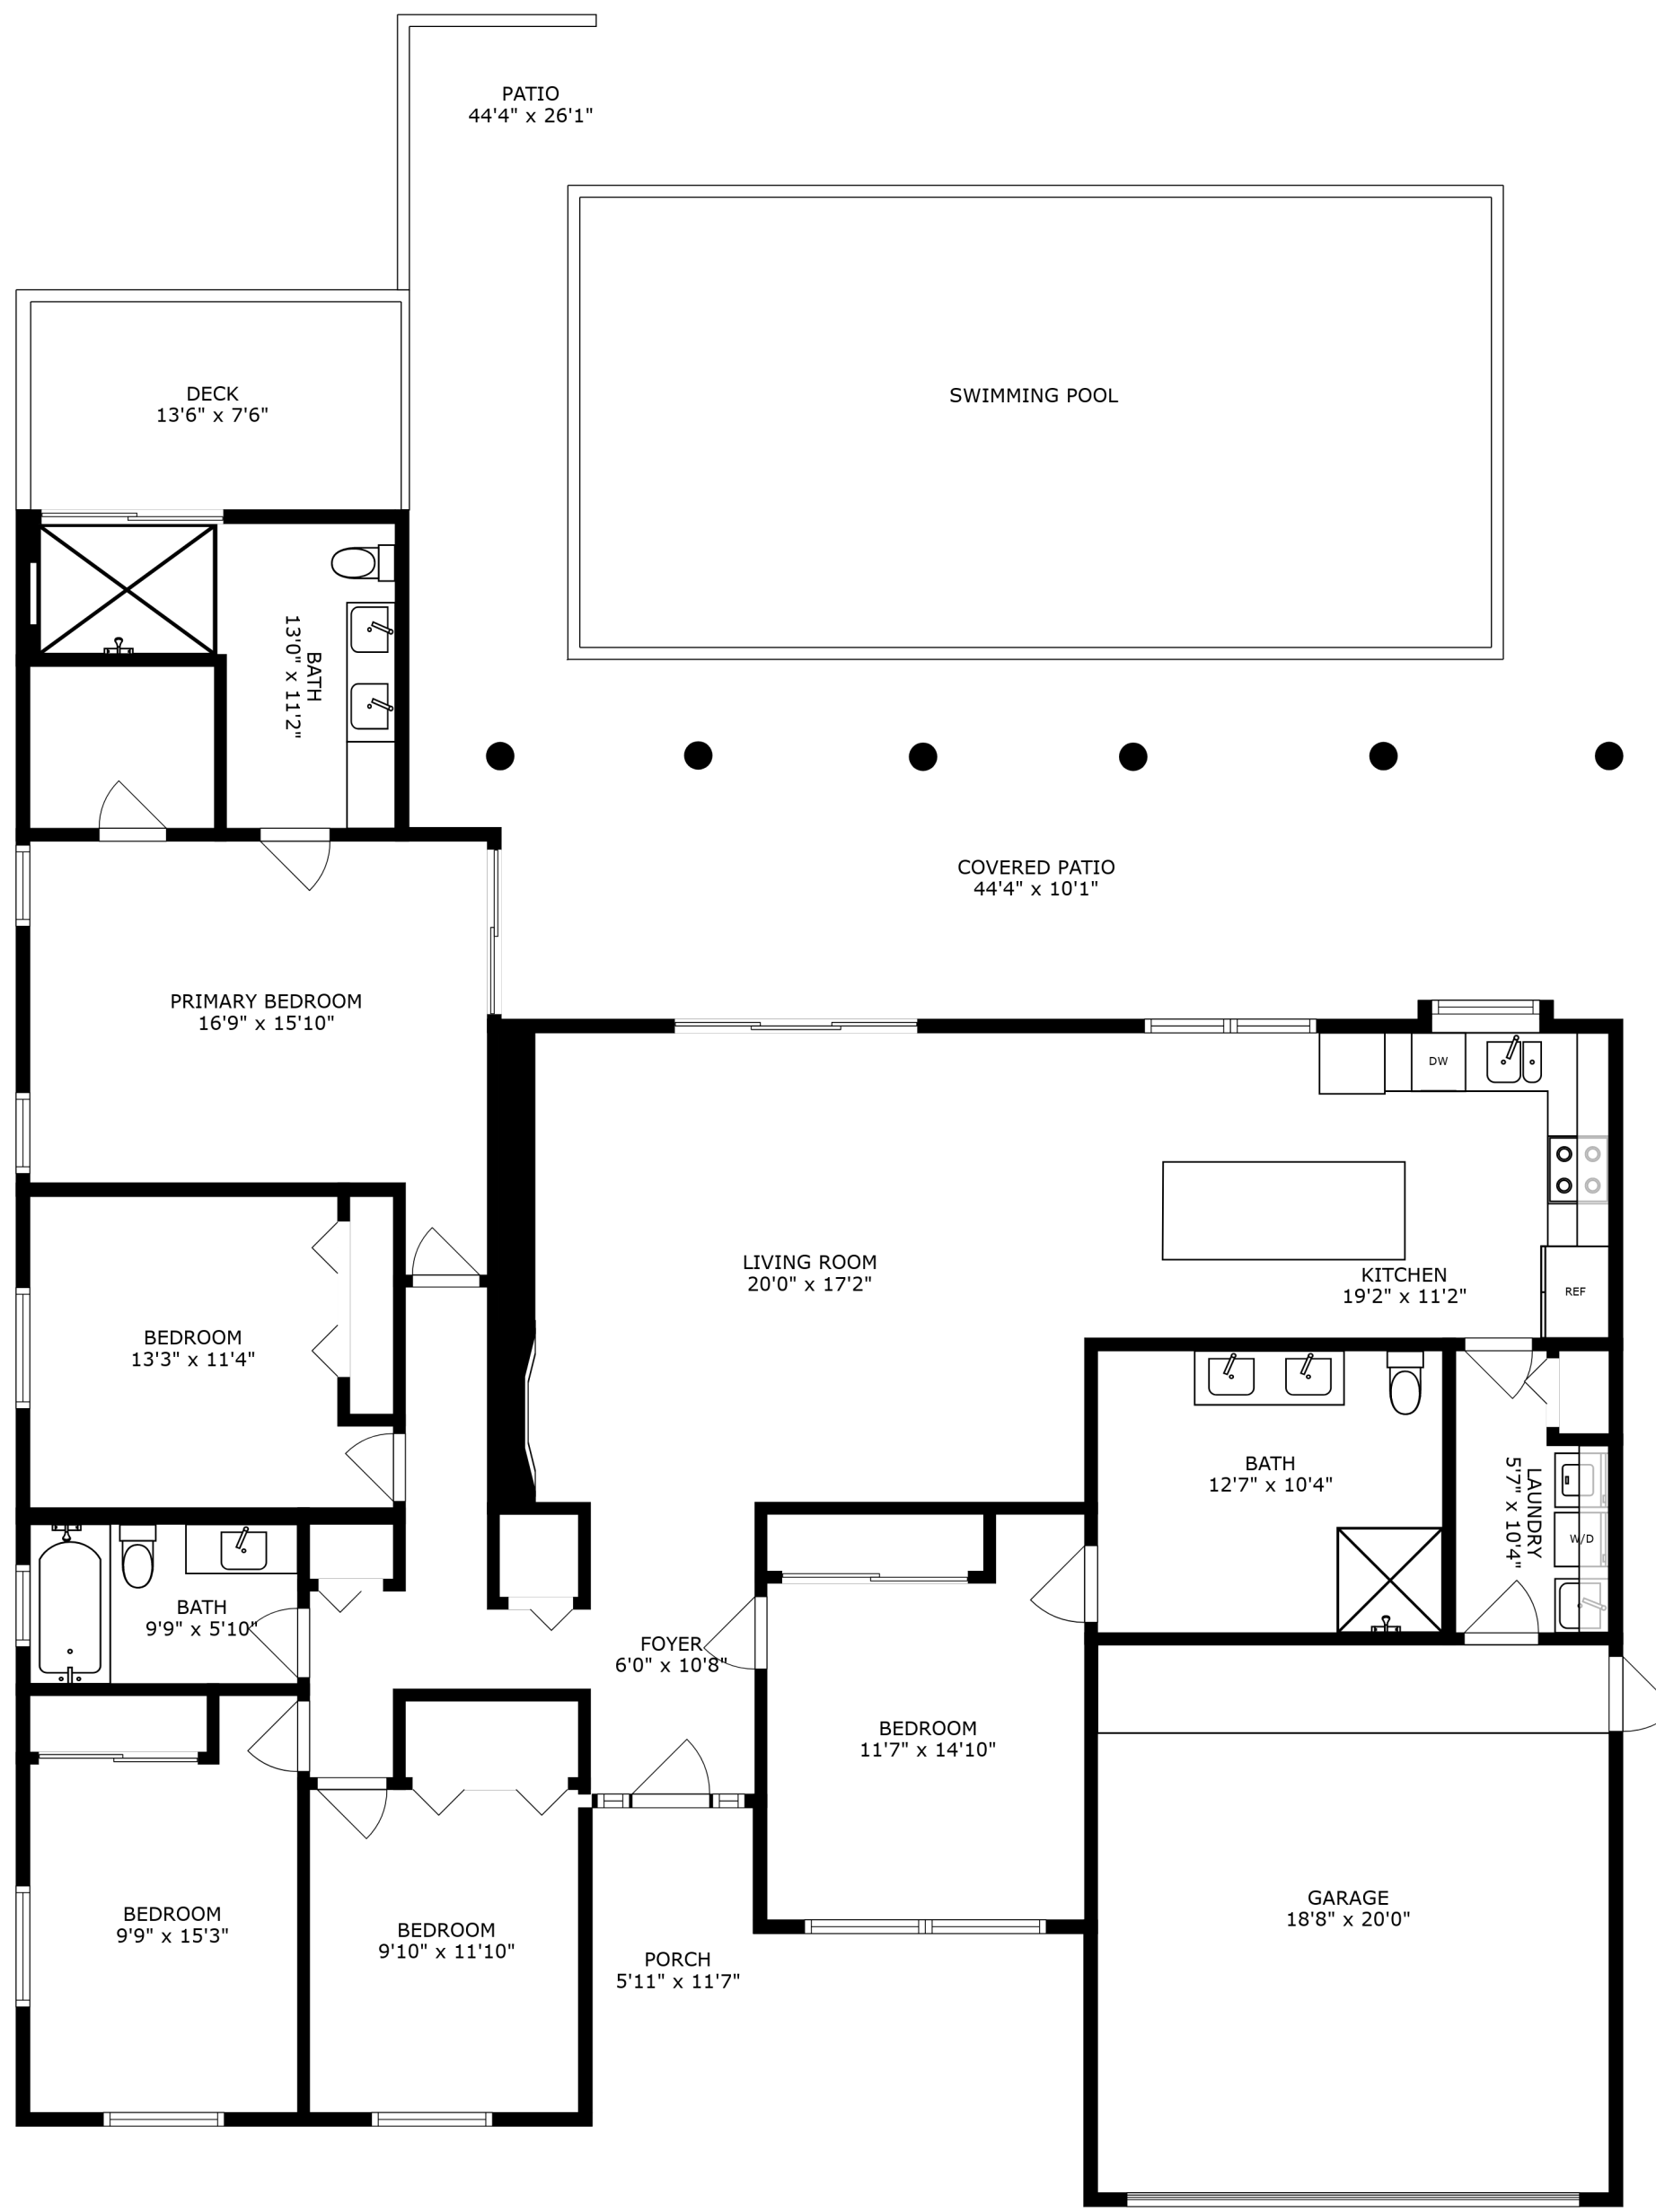 PATIO
44'4" x 26'1"
DECK
13'6" x 7'6"
SWIMMING POOL
BATH
13'0" x 11'2"
COVERED PATIO
44'4" x 10'1"
PRIMARY BEDROOM
16'9" x 15'10"
DW
LIVING ROOM
20'0" x 17'2"
KITCHEN
19'2" x 11'2"
REF
BEDROOM
13'3" x 11'4"
BATH
12'7" x 10'4"
LAUNDRY
5'7" x 10'4"
W/D
BATH
9'9" x 5'10"
FOYER
6'0" x 10'8"
BEDROOM
11'7" x 14'10"
BEDROOM
9'9" x 15'3"
BEDROOM
9'10" x 11'10"
PORCH
5'11" x 11'7"
GARAGE
18'8" x 20'0"